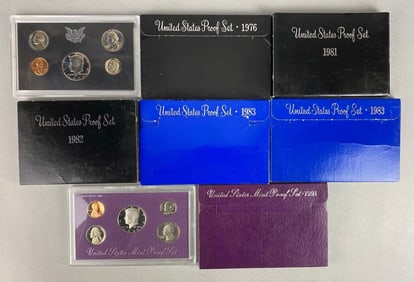 United States Proof Set · 1976
United States Proof Set
1981
United States Proof Set
1982
United States Proof Set · 1983
United States Proof Set · 1983
United States Mint Proof Set
United States Mint Proof Set · 1991